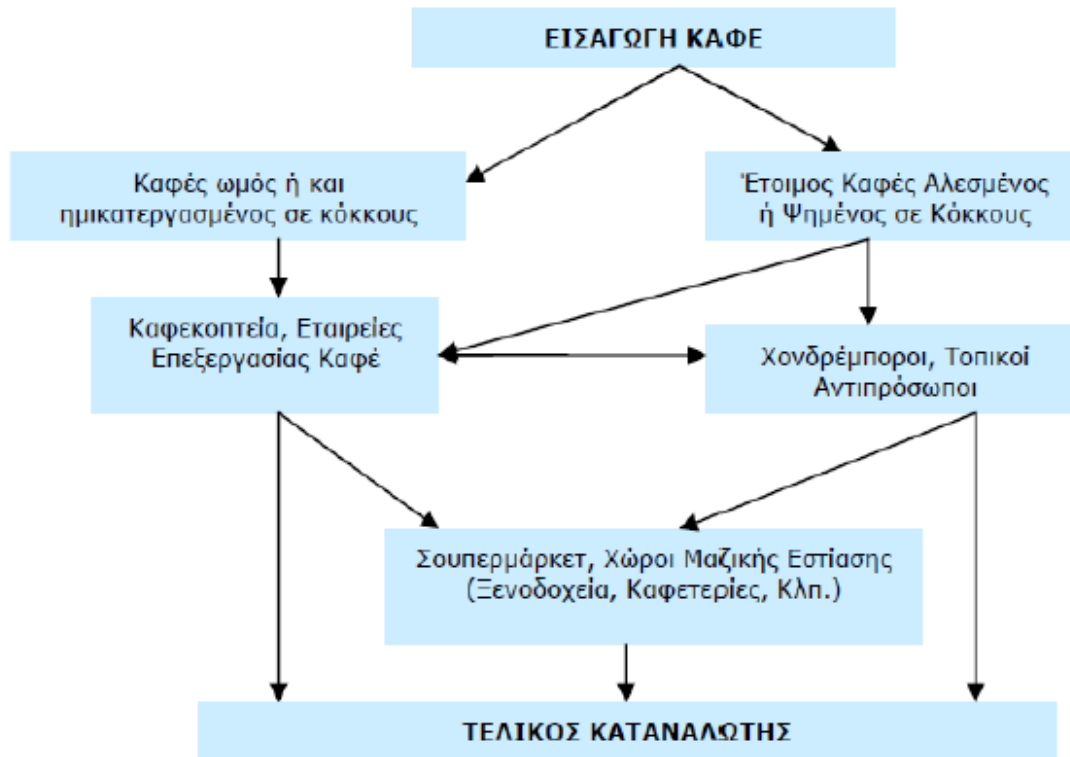 ΕΙΣΑΓΩΓΗ ΚΑΦΕ
Καφές ωμός ή και
ημικατεργασμένος σε κόκκους
Έτοιμος Καφές Αλεσμένος
ή Ψημένος σε Κόκκους
Καφεκοπτεία, Εταιρείες
Επεξεργασίας Καφέ
Χονδρέμποροι, Τοπικοί
Αντιπρόσωποι
Σουπερμάρκετ, Χώροι Μαζικής Εστίασης
(Ξενοδοχεία, Καφετερίες, Κλπ.)
ΤΕΛΙΚΟΣ ΚΑΤΑΝΑΛΩΤΗΣ